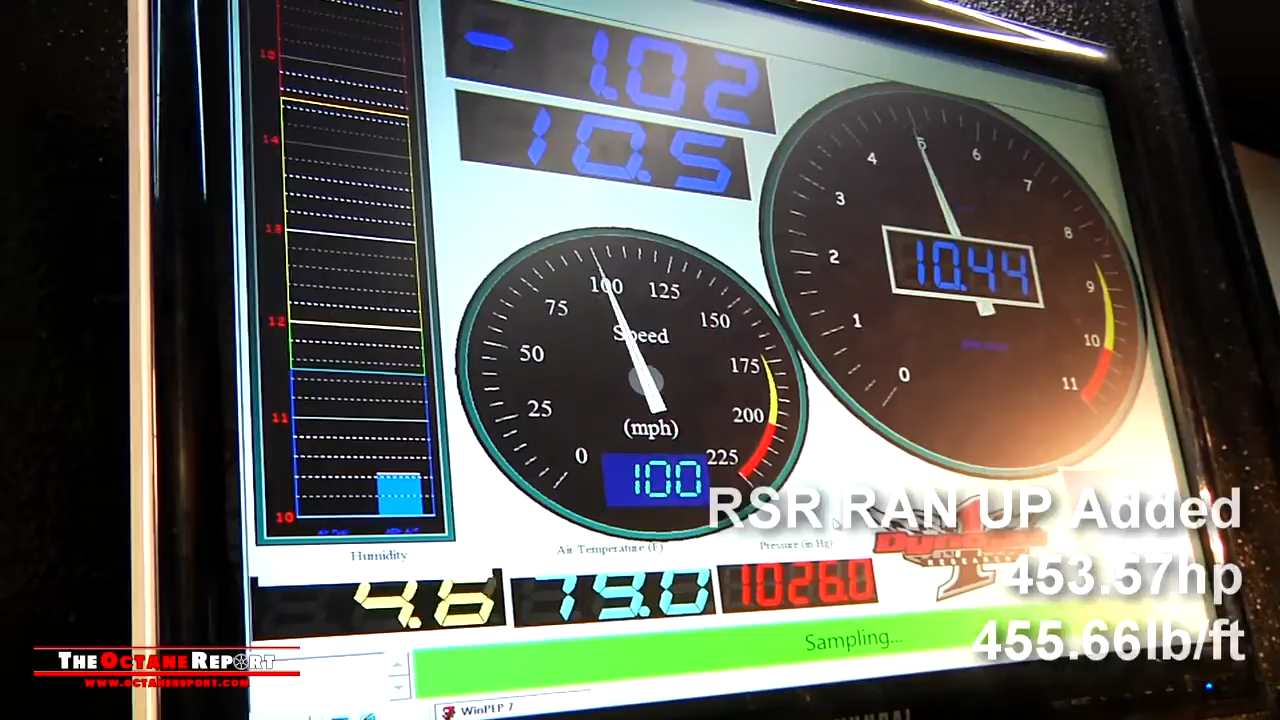 - 1.02
10.5
15
14
13
12
11
10
0
1
2
3
4
5
6
7
8
9
10
11
10.44
0
25
50
75
100
125
150
175
200
225
Speed
(mph)
100
Humidity
Air Temperature (F)
Pressure (in Hg)
4.6
79.0
1026.0
Sampling...
WinPEP 7
RSR RAN UP Added
453.57hp
455.66lb/ft
THE OCTANE REPORT
WWW.OCTANEREPORT.COM